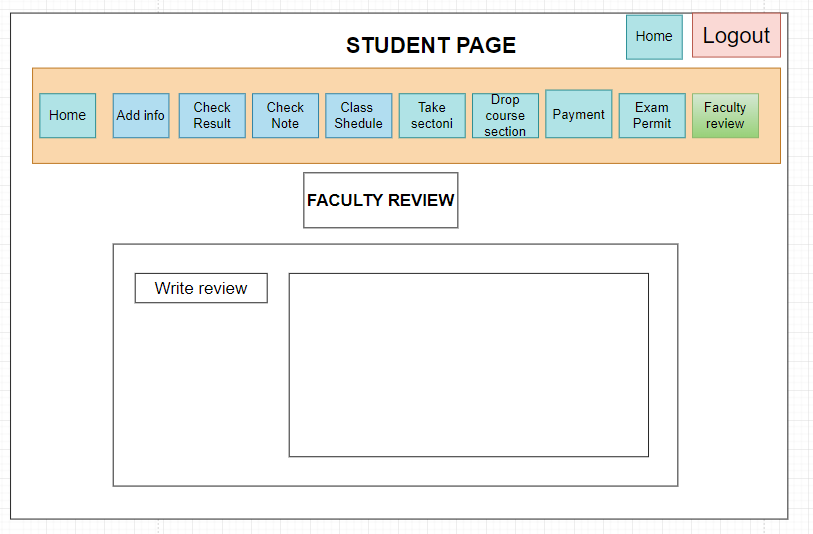 STUDENT PAGE
Home
Logout
Home
Add info
Check
Result
Check
Note
Class
Shedule
Take
sectoni
Drop
course
section
Payment
Exam
Permit
Faculty
review
FACULTY REVIEW
Write review